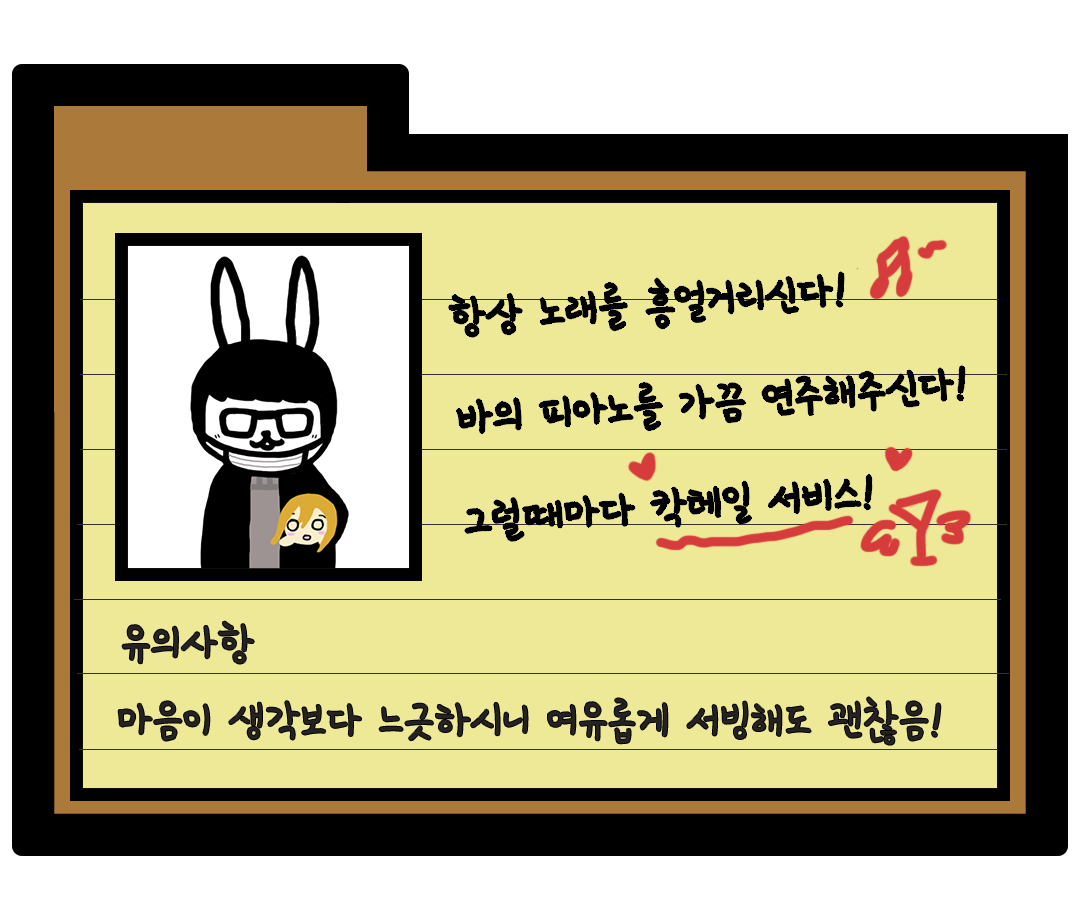 항상 노래를 흥얼거리신다!
바의 피아노를 가끔 연주해주신다!
그럴때마다 칵테일 서비스!
유의사항
마음이 생각보다 느긋하시니 여유롭게 서빙해도 괜찮음!